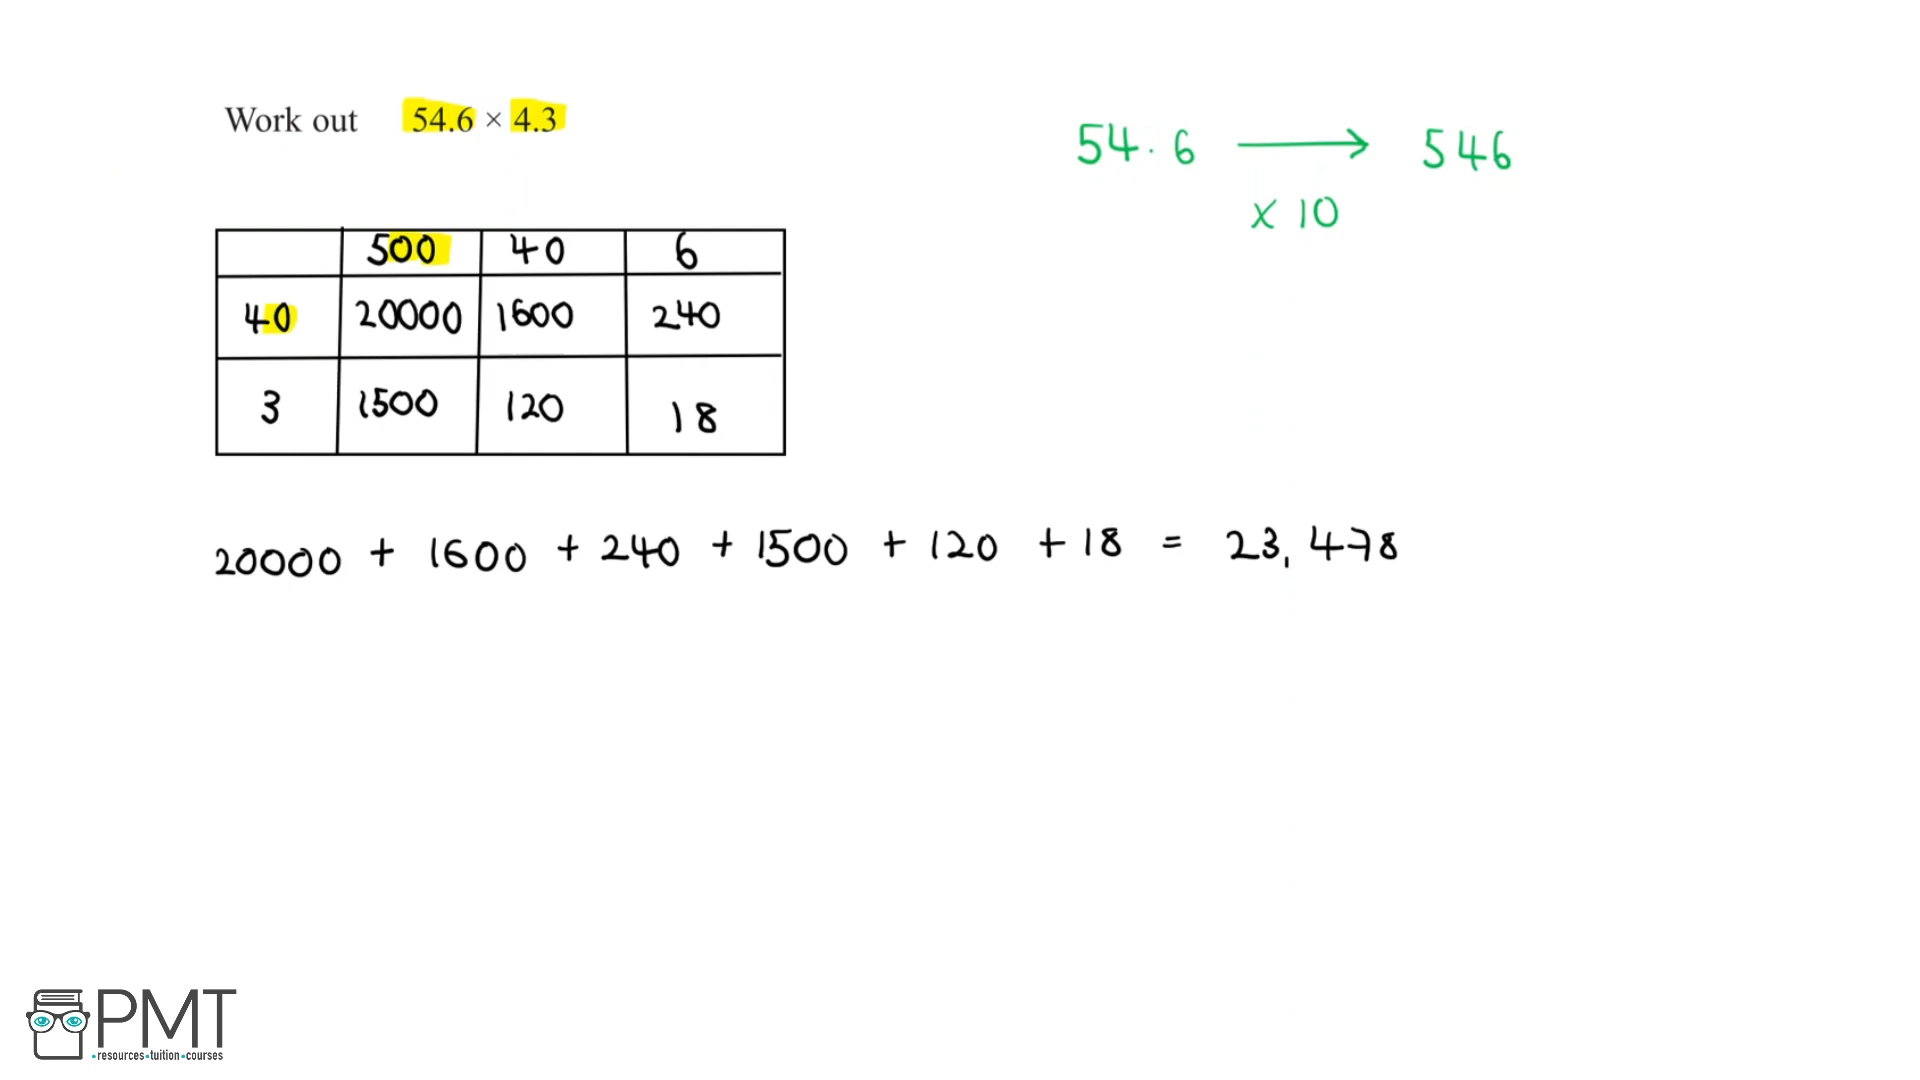 Work out 54.6 × 4.3
54.6 → 546
× 10
500 40 6
40 20000 1600 240
3 1500 120 18
20000 + 1600 + 240 + 1500 + 120 + 18 = 23,478
PMT
•resources•tuition•courses